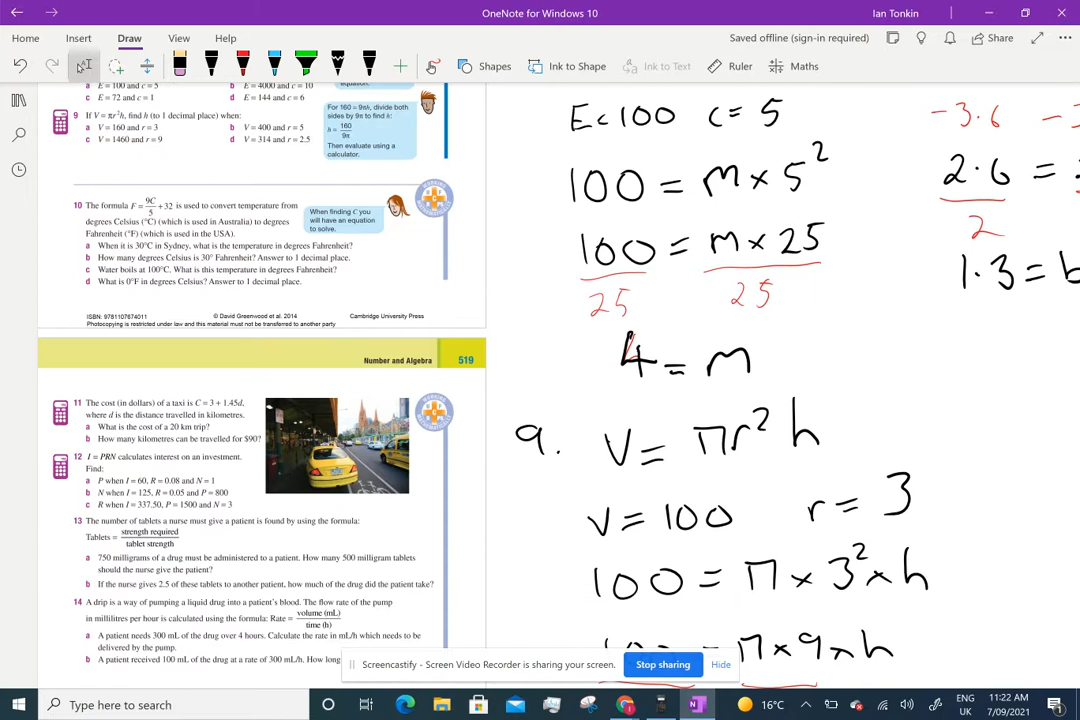 OneNote for Windows 10
Ian Tonkin
Home Insert Draw View Help
Saved offline (sign-in required)
Share
Shapes
Ink to Shape
Ink to Text
Ruler
Maths
a E = 100 and c = 5
b E = 4000 and c = 10
c E = 72 and c = 1
d E = 144 and c = 6
equation.
9 If V = πr²h, find h (to 1 decimal place) when:
a V = 160 and r = 3
b V = 400 and r = 5
c V = 1460 and r = 9
d V = 314 and r = 2.5
For 160 = 9πh, divide both
sides by 9π to find h:
h = 160/9π
Then evaluate using a
calculator.
10 The formula F = 9C/5 + 32 is used to convert temperature from
degrees Celsius (°C) (which is used in Australia) to degrees
Fahrenheit (°F) (which is used in the USA).
a When it is 30°C in Sydney, what is the temperature in degrees Fahrenheit?
b How many degrees Celsius is 30° Fahrenheit? Answer to 1 decimal place.
c Water boils at 100°C. What is this temperature in degrees Fahrenheit?
d What is 0°F in degrees Celsius? Answer to 1 decimal place.
When finding C you
will have an equation
to solve.
ISBN: 9781107674011
© David Greenwood et al. 2014
Cambridge University Press
Photocopying is restricted under law and this material must not be transferred to another party
Number and Algebra 519
11 The cost (in dollars) of a taxi is C = 3 + 1.45d,
where d is the distance travelled in kilometres.
a What is the cost of a 20 km trip?
b How many kilometres can be travelled for $90?
12 I = PRN calculates interest on an investment.
Find:
a P when I = 60, R = 0.08 and N = 1
b N when I = 125, R = 0.05 and P = 800
c R when I = 337.50, P = 1500 and N = 3
13 The number of tablets a nurse must give a patient is found by using the formula:
Tablets = strength required/tablet strength
a 750 milligrams of a drug must be administered to a patient. How many 500 milligram tablets
should the nurse give the patient?
b If the nurse gives 2.5 of these tablets to another patient, how much of the drug did the patient take?
14 A drip is a way of pumping a liquid drug into a patient's blood. The flow rate of the pump
in millilitres per hour is calculated using the formula: Rate = volume (mL)/time (h)
a A patient needs 300 mL of the drug over 4 hours. Calculate the rate in mL/h which needs to
delivered by the pump.
b A patient received 100 mL of the drug at a rate of 300 mL/h. How long
E = 100 c = 5
100 = m × 5²
100 = m × 25
25 25
4 = m
9. V = πr² h
V = 100 r = 3
100 = π × 3² × h
π × 9 × h
-3.6
2.6 =
2
1.3 = b
Screencastify - Screen Video Recorder is sharing your screen.
Stop sharing
Hide
Type here to search
16°C
ENG
UK
11:22 AM
7/09/2021